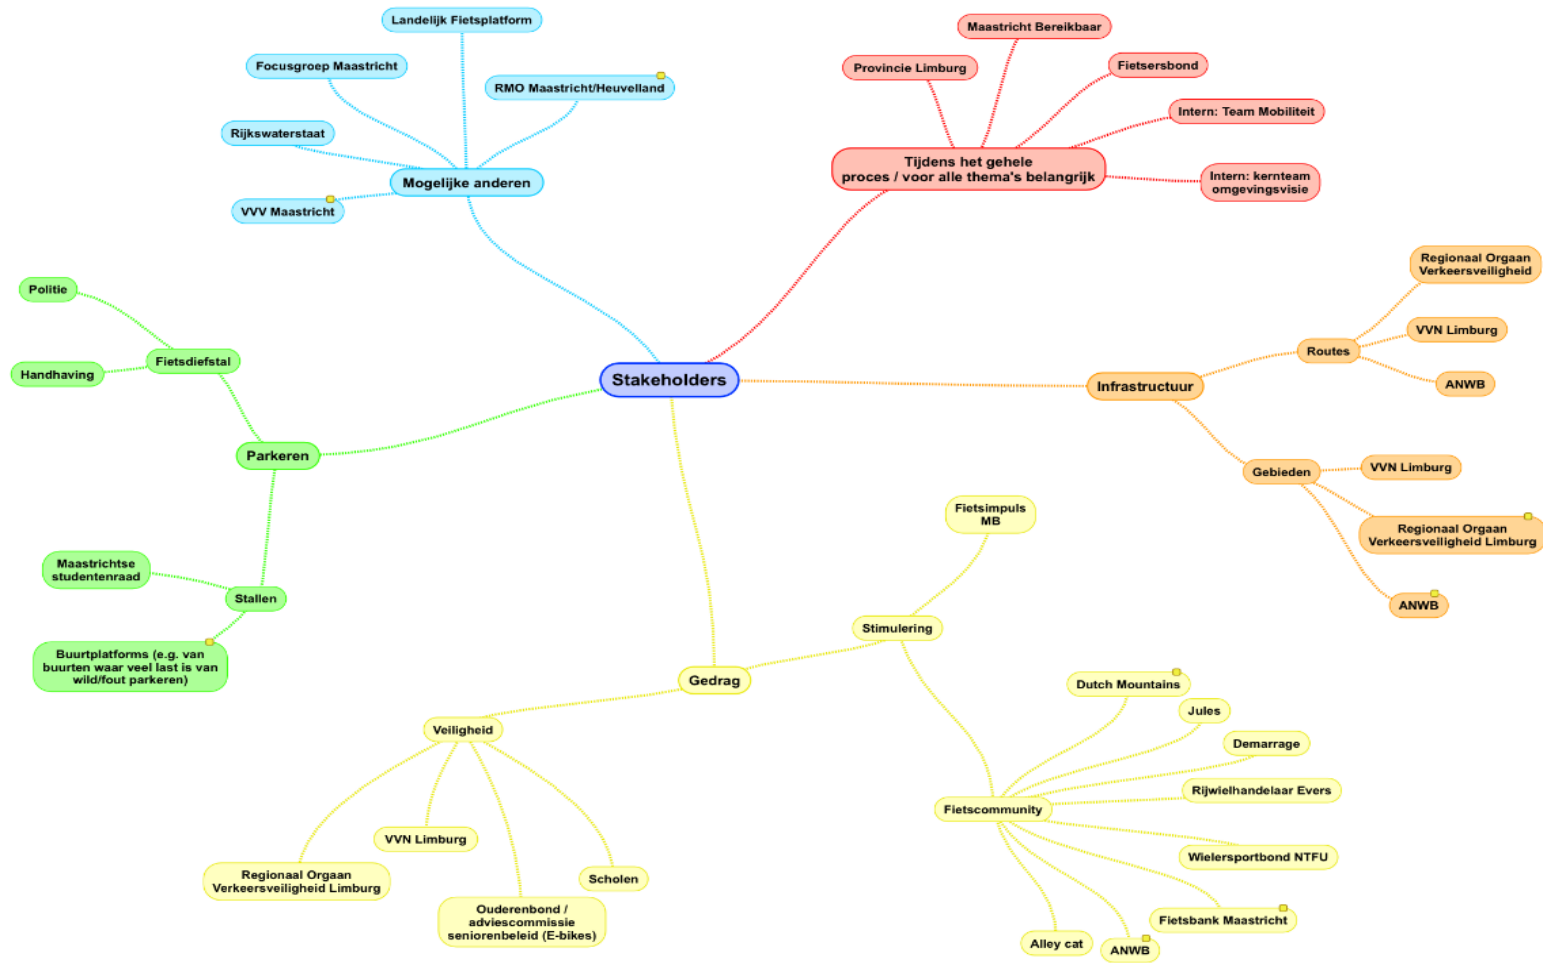 Landelijk Fietsplatform
Focusgroep Maastricht
RMO Maastricht/Heuvelland
Rijkswaterstaat
Mogelijke anderen
VVV Maastricht
Maastricht Bereikbaar
Provincie Limburg
Fietsersbond
Intern: Team Mobiliteit
Tijdens het gehele
proces / voor alle thema's belangrijk
Intern: kernteam
omgevingsvisie
Stakeholders
Regionaal Orgaan
Verkeersveiligheid
VVN Limburg
Routes
ANWB
Infrastructuur
Gebieden
VVN Limburg
Regionaal Orgaan
Verkeersveiligheid Limburg
ANWB
Politie
Fietsdiefstal
Handhaving
Parkeren
Maastrichtse
studentenraad
Stallen
Buurtplatforms (e.g. van
buurten waar veel last is van
wild/fout parkeren)
Fietsimpuls
MB
Stimulering
Gedrag
Veiligheid
VVN Limburg
Regionaal Orgaan
Verkeersveiligheid Limburg
Scholen
Ouderenbond /
adviescommissie
seniorenbeleid (E-bikes)
Dutch Mountains
Jules
Demarrage
Rijwielhandelaar Evers
Fietscommunity
Wielersportbond NTFU
Fietsbank Maastricht
Alley cat
ANWB